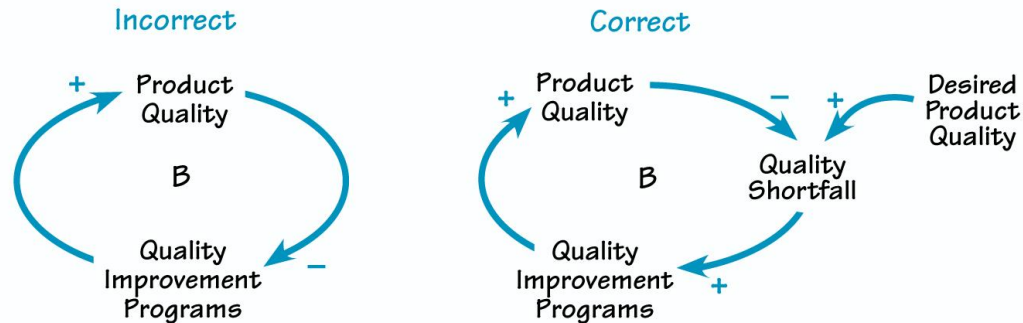 Incorrect
+
Product
Quality
B
Quality
Improvement
Programs
−
Correct
+
Product
Quality
−
+
Desired
Product
Quality
Quality
Shortfall
B
Quality
Improvement
Programs
+